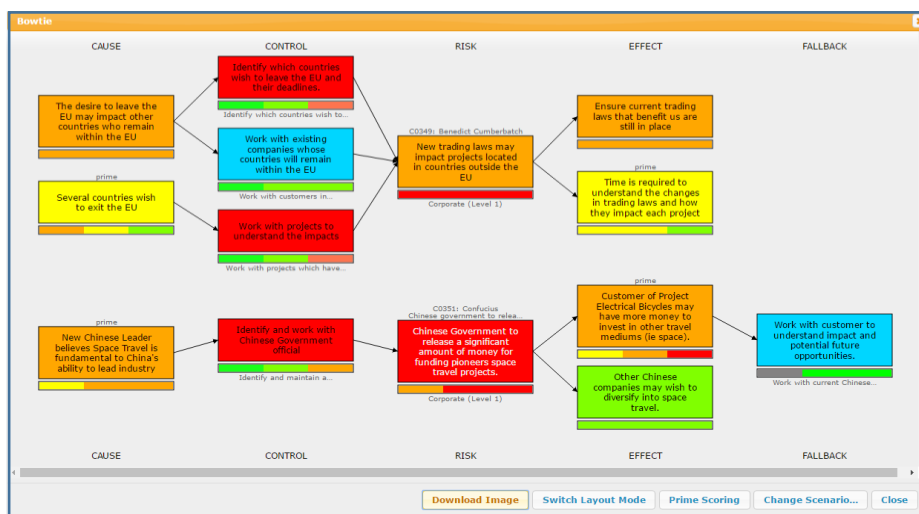 Bowtie
CAUSE
CONTROL
RISK
EFFECT
FALLBACK
The desire to leave the
EU may impact other
countries who remain
within the EU
prime
Several countries wish
to exit the EU
Identify which countries
wish to leave the EU and
their deadlines.
Identify which countries wish to...
Work with existing
companies whose
countries will remain
within the EU
Work with customers in...
Work with projects to
understand the impacts
Work with projects which have...
C0349: Benedict Cumberbatch
New trading laws may
impact projects located
in countries outside the
EU
Corporate (Level 1)
Ensure current trading
laws that benefit us are
still in place
prime
Time is required to
understand the changes
in trading laws and how
they impact each project
prime
New Chinese Leader
believes Space Travel is
fundamental to China's
ability to lead industry
Identify and work with
Chinese Government
official
Identify and maintain a...
C0351: Confucius
Chinese government to relea...
Chinese Government to
release a significant
amount of money for
funding pioneers space
travel projects.
Corporate (Level 1)
prime
Customer of Project
Electrical Bicycles may
have more money to
invest in other travel
mediums (ie space).
Other Chinese
companies may wish to
diversify into space
travel.
Work with customer to
understand impact and
potential future
opportunities.
Work with current Chinese...
CAUSE
CONTROL
RISK
EFFECT
FALLBACK
Download Image
Switch Layout Mode
Prime Scoring
Change Scenario...
Close